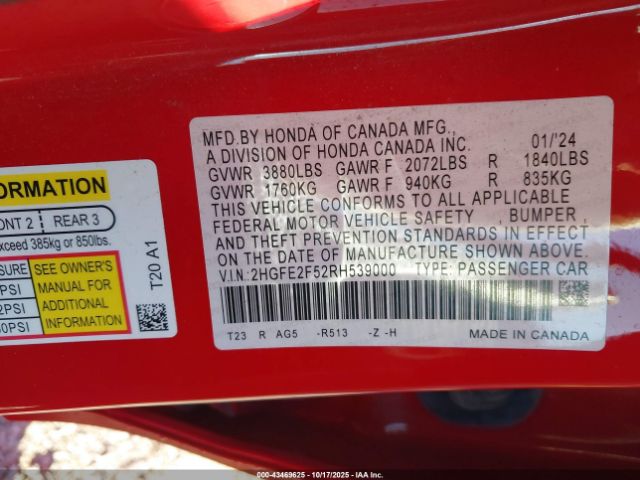 MFD.BY HONDA OF CANADA MFG., 01/'24
A DIVISION OF HONDA CANADA INC.
GVWR 3880LBS GAWR F 2072LBS R 1840LBS
GVWR 1760KG GAWR F 940KG R 835KG
THIS VEHICLE CONFORMS TO ALL APPLICABLE
FEDERAL MOTOR VEHICLE SAFETY , BUMPER ,
AND THEFT PREVENTION STANDARDS IN EFFECT
ON THE DATE OF MANUFACTURE SHOWN ABOVE.
V.I.N: 2HGFE2F52RH539000 TYPE: PASSENGER CAR
T23 R AG5 -R513 -Z -H
MADE IN CANADA
FORMATION
ONT 2 REAR 3
exceed 385kg or 850lbs.
SURE SEE OWNER'S
PSI MANUAL FOR
2PSI ADDITIONAL
0PSI INFORMATION
T20 A1
000-43469625 10/17/2025 - IAA Inc.